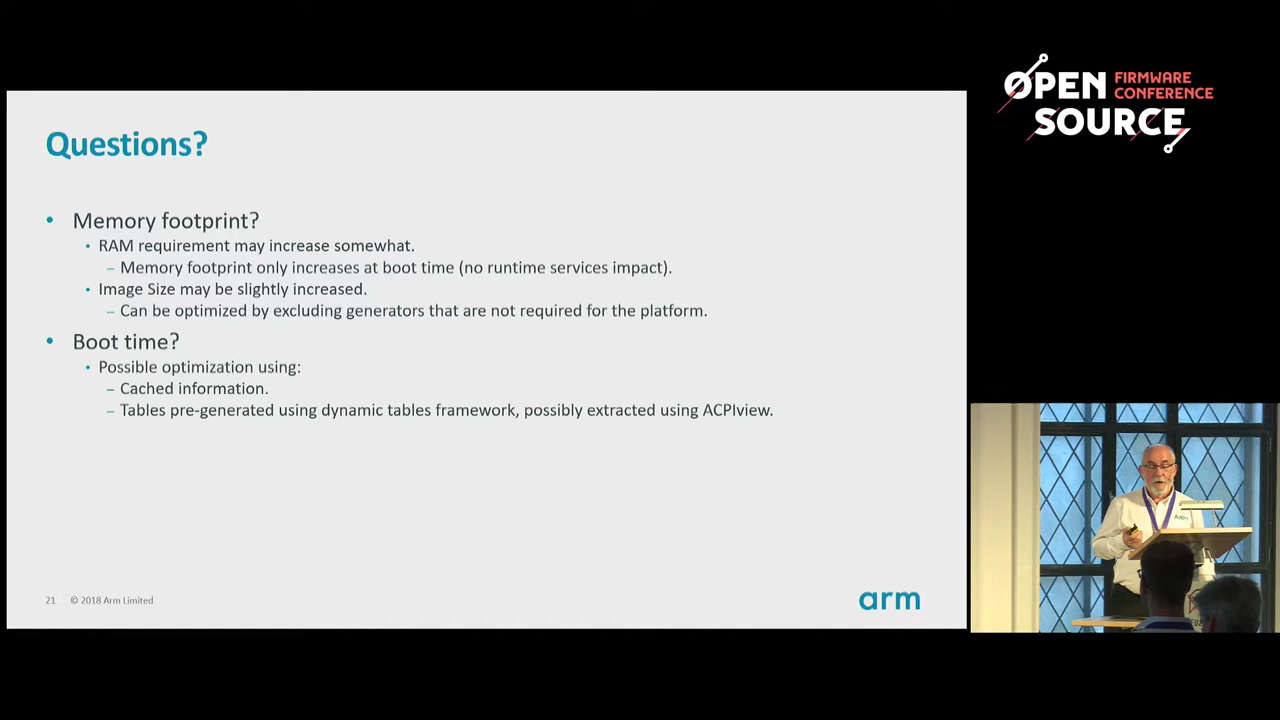 Questions?
• Memory footprint?
• RAM requirement may increase somewhat.
– Memory footprint only increases at boot time (no runtime services impact).
• Image Size may be slightly increased.
– Can be optimized by excluding generators that are not required for the platform.
• Boot time?
• Possible optimization using:
– Cached information.
– Tables pre-generated using dynamic tables framework, possibly extracted using ACPIview.
21 © 2018 Arm Limited
arm
OPEN
FIRMWARE
CONFERENCE
SOURCE